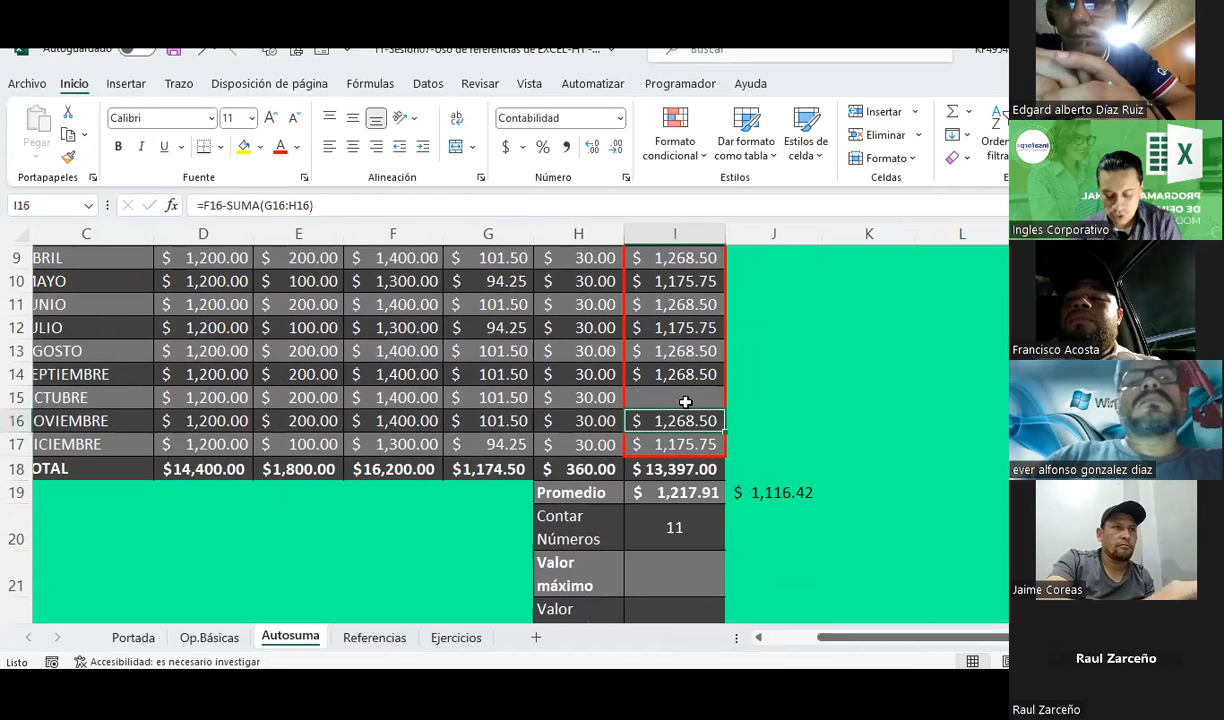 Autoguardado
11-Sesion07-Uso de referencias de EXCEL-HT -...
Buscar
Archivo Inicio Insertar Trazo Disposición de página Fórmulas Datos Revisar Vista Automatizar Programador Ayuda
Calibri 11 Contabilidad Insertar
Eliminar
Formato
Pegar Formato condicional Dar formato como tabla Estilos de celda Orden filtra
Portapapeles Fuente Alineación Número Estilos Celdas
I16 fx =F16-SUMA(G16:H16)
C D E F G H I J K L
9 BRIL $ 1,200.00 $ 200.00 $ 1,400.00 $ 101.50 $ 30.00 $ 1,268.50
10 MAYO $ 1,200.00 $ 100.00 $ 1,300.00 $ 94.25 $ 30.00 $ 1,175.75
11 UNIO $ 1,200.00 $ 200.00 $ 1,400.00 $ 101.50 $ 30.00 $ 1,268.50
12 ULIO $ 1,200.00 $ 100.00 $ 1,300.00 $ 94.25 $ 30.00 $ 1,175.75
13 GOSTO $ 1,200.00 $ 200.00 $ 1,400.00 $ 101.50 $ 30.00 $ 1,268.50
14 EPTIEMBRE $ 1,200.00 $ 200.00 $ 1,400.00 $ 101.50 $ 30.00 $ 1,268.50
15 CTUBRE $ 1,200.00 $ 200.00 $ 1,400.00 $ 101.50 $ 30.00
16 OVIEMBRE $ 1,200.00 $ 200.00 $ 1,400.00 $ 101.50 $ 30.00 $ 1,268.50
17 ICIEMBRE $ 1,200.00 $ 100.00 $ 1,300.00 $ 94.25 $ 30.00 $ 1,175.75
18 OTAL $14,400.00 $1,800.00 $16,200.00 $1,174.50 $ 360.00 $ 13,397.00
19 Promedio $ 1,217.91 $ 1,116.42
20 Contar Números 11
21 Valor máximo
Valor
Portada Op.Básicas Autosuma Referencias Ejercicios
Listo Accesibilidad: es necesario investigar
Edgard alberto Díaz Ruiz
insaforp
Ingles Corporativo
Francisco Acosta
ever alfonso gonzalez diaz
Jaime Coreas
Raul Zarceño
Raul Zarceño